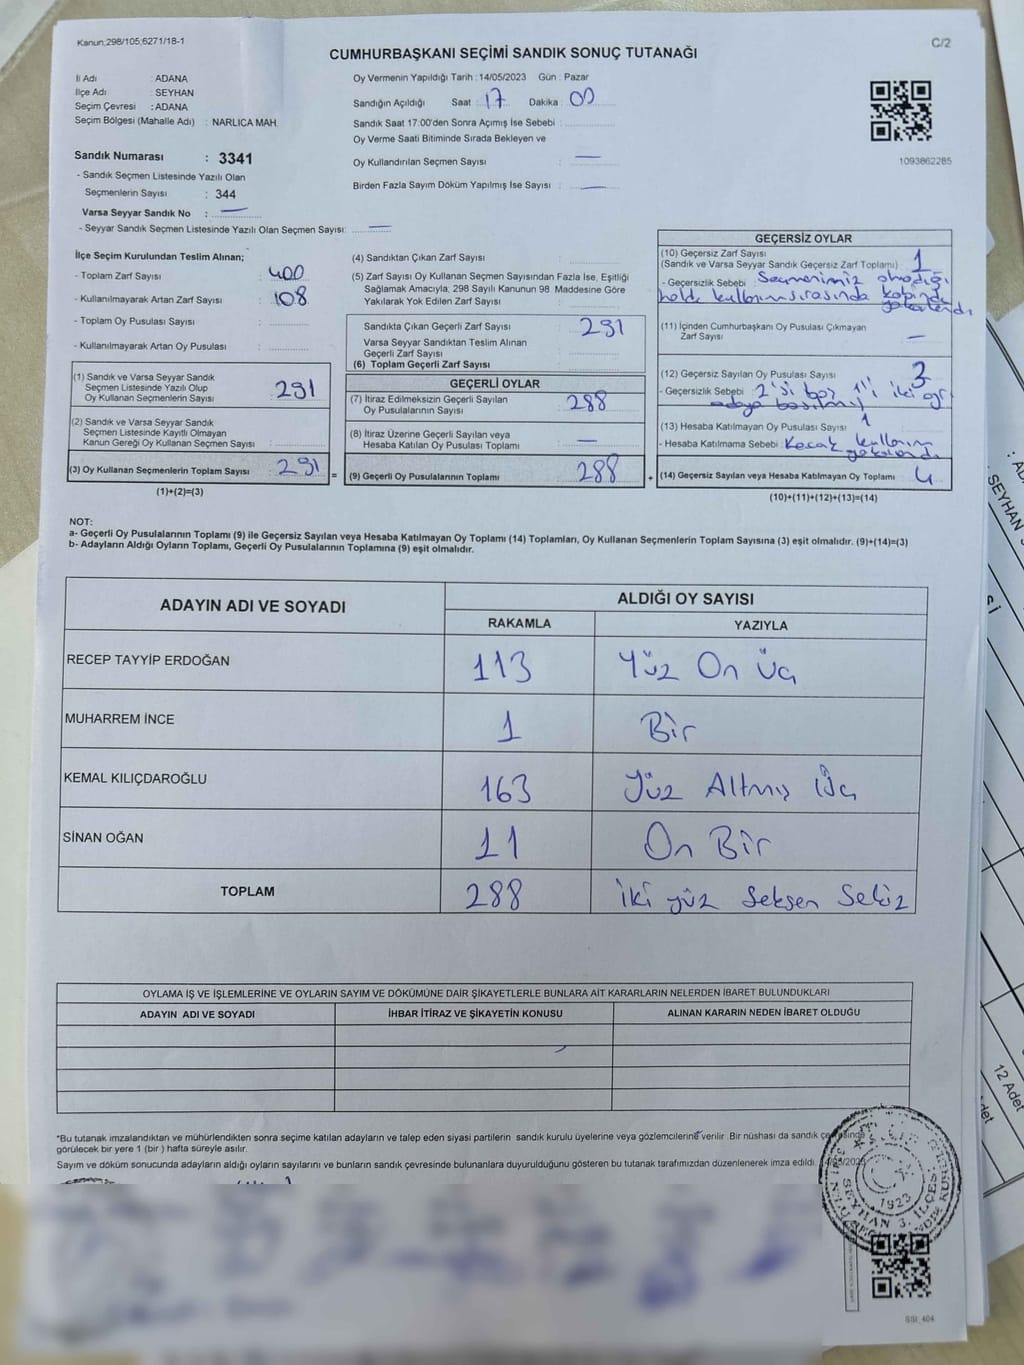 Kanun;298/105;6271/18-1
C/2
CUMHURBAŞKANI SEÇİMİ SANDIK SONUÇ TUTANAĞI
İl Adı : ADANA
İlçe Adı : SEYHAN
Seçim Çevresi : ADANA
Seçim Bölgesi (Mahalle Adı) : NARLICA MAH.
Sandık Numarası : 3341
- Sandık Seçmen Listesinde Yazılı Olan
Seçmenlerin Sayısı : 344
Varsa Seyyar Sandık No : —
- Seyyar Sandık Seçmen Listesinde Yazılı Olan Seçmen Sayısı: —
Oy Vermenin Yapıldığı Tarih : 14/05/2023 Gün : Pazar
Sandığın Açıldığı Saat : 17 Dakika : 00
Sandık Saat 17:00'den Sonra Açımış İse Sebebi :
Oy Verme Saati Bitiminde Sırada Bekleyen ve
Oy Kullandırılan Seçmen Sayısı : —
Birden Fazla Sayım Döküm Yapılmış İse Sayısı : —
1093862285
İlçe Seçim Kurulundan Teslim Alınan;
- Toplam Zarf Sayısı : 400
- Kullanılmayarak Artan Zarf Sayısı : 108
- Toplam Oy Pusulası Sayısı :
- Kullanılmayarak Artan Oy Pusulası :
(1) Sandık ve Varsa Seyyar Sandık
Seçmen Listesinde Yazılı Olup
Oy Kullanan Seçmenlerin Sayısı : 291
(2) Sandık ve Varsa Seyyar Sandık
Seçmen Listesinde Kayıtlı Olmayan
Kanun Gereği Oy Kullanan Seçmen Sayısı :
(3) Oy Kullanan Seçmenlerin Toplam Sayısı : 291 =
(1)+(2)=(3)
(4) Sandıktan Çıkan Zarf Sayısı :
(5) Zarf Sayısı Oy Kullanan Seçmen Sayısından Fazla İse, Eşitliği
Sağlamak Amacıyla, 298 Sayılı Kanunun 98 Maddesine Göre
Yakılarak Yok Edilen Zarf Sayısı :
Sandıkta Çıkan Geçerli Zarf Sayısı : 291
Varsa Seyyar Sandıktan Teslim Alınan
Geçerli Zarf Sayısı :
(6) Toplam Geçerli Zarf Sayısı :
GEÇERLİ OYLAR
(7) İtiraz Edilmeksizin Geçerli Sayılan
Oy Pusulalarının Sayısı : 288
(8) İtiraz Üzerine Geçerli Sayılan veya
Hesaba Katılan Oy Pusulası Toplamı : —
(9) Geçerli Oy Pusulalarının Toplamı : 288 +
GEÇERSİZ OYLAR
(10) Geçersiz Zarf Sayısı
(Sandık ve Varsa Seyyar Sandık Geçersiz Zarf Toplamı) : 1
- Geçersizlik Sebebi : Seçmenimiz olmadığı
halde kullanım sırasında kabinde
yakalandı
(11) İçinden Cumhurbaşkanı Oy Pusulası Çıkmayan
Zarf Sayısı : —
(12) Geçersiz Sayılan Oy Pusulası Sayısı : 3
- Geçersizlik Sebebi : 2'si boş 1'i iki
adaya basılmış
(13) Hesaba Katılmayan Oy Pusulası Sayısı : 1
- Hesaba Katılmama Sebebi : Kaçak kullanım
yakalandı
(14) Geçersiz Sayılan veya Hesaba Katılmayan Oy Toplamı : 4
(10)+(11)+(12)+(13)=(14)
NOT:
a- Geçerli Oy Pusulalarının Toplamı (9) ile Geçersiz Sayılan veya Hesaba Katılmayan Oy Toplamı (14) Toplamları, Oy Kullanan Seçmenlerin Toplam Sayısına (3) eşit olmalıdır. (9)+(14)=(3)
b- Adayların Aldığı Oyların Toplamı, Geçerli Oy Pusulalarının Toplamına (9) eşit olmalıdır.
ADAYIN ADI VE SOYADI ALDIĞI OY SAYISI
RAKAMLA YAZIYLA
RECEP TAYYİP ERDOĞAN 113 Yüz On Üç
MUHARREM İNCE 1 Bir
KEMAL KILIÇDAROĞLU 163 Yüz Altmış Üç
SİNAN OĞAN 11 On Bir
TOPLAM 288 İki yüz Seksen Sekiz
OYLAMA İŞ VE İŞLEMLERİNE VE OYLARIN SAYIM VE DÖKÜMÜNE DAİR ŞİKAYETLERLE BUNLARA AİT KARARLARIN NELERDEN İBARET BULUNDUKLARI
ADAYIN ADI VE SOYADI İHBAR İTİRAZ VE ŞİKAYETİN KONUSU ALINAN KARARIN NEDEN İBARET OLDUĞU
*Bu tutanak imzalandıktan ve mühürlendikten sonra seçime katılan adayların ve talep eden siyasi partilerin sandık kurulu üyelerine veya gözlemcilerine verilir. Bir nüshası da sandık çevresinde
görülecek bir yere 1 (bir ) hafta süreyle asılır.
Sayım ve döküm sonucunda adayların aldığı oyların sayılarını ve bunların sandık çevresinde bulunanlara duyurulduğunu gösteren bu tutanak tarafımızdan düzenlenerek imza edildi.
1923
SEYHAN 3. İLÇE
SSI_404
SEYHAN
12 Adet